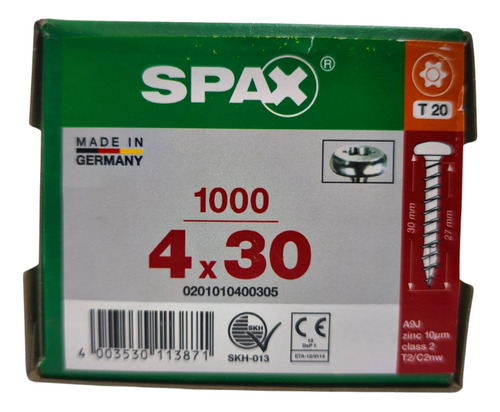 SPAX®
T 20
MADE IN
GERMANY
1000
4 x 30
0201010400305
30 mm
27 mm
4 003530 113871
SKH
SKH-013
CE
A9J
zinc 10µm
class 2
T2/C2nw